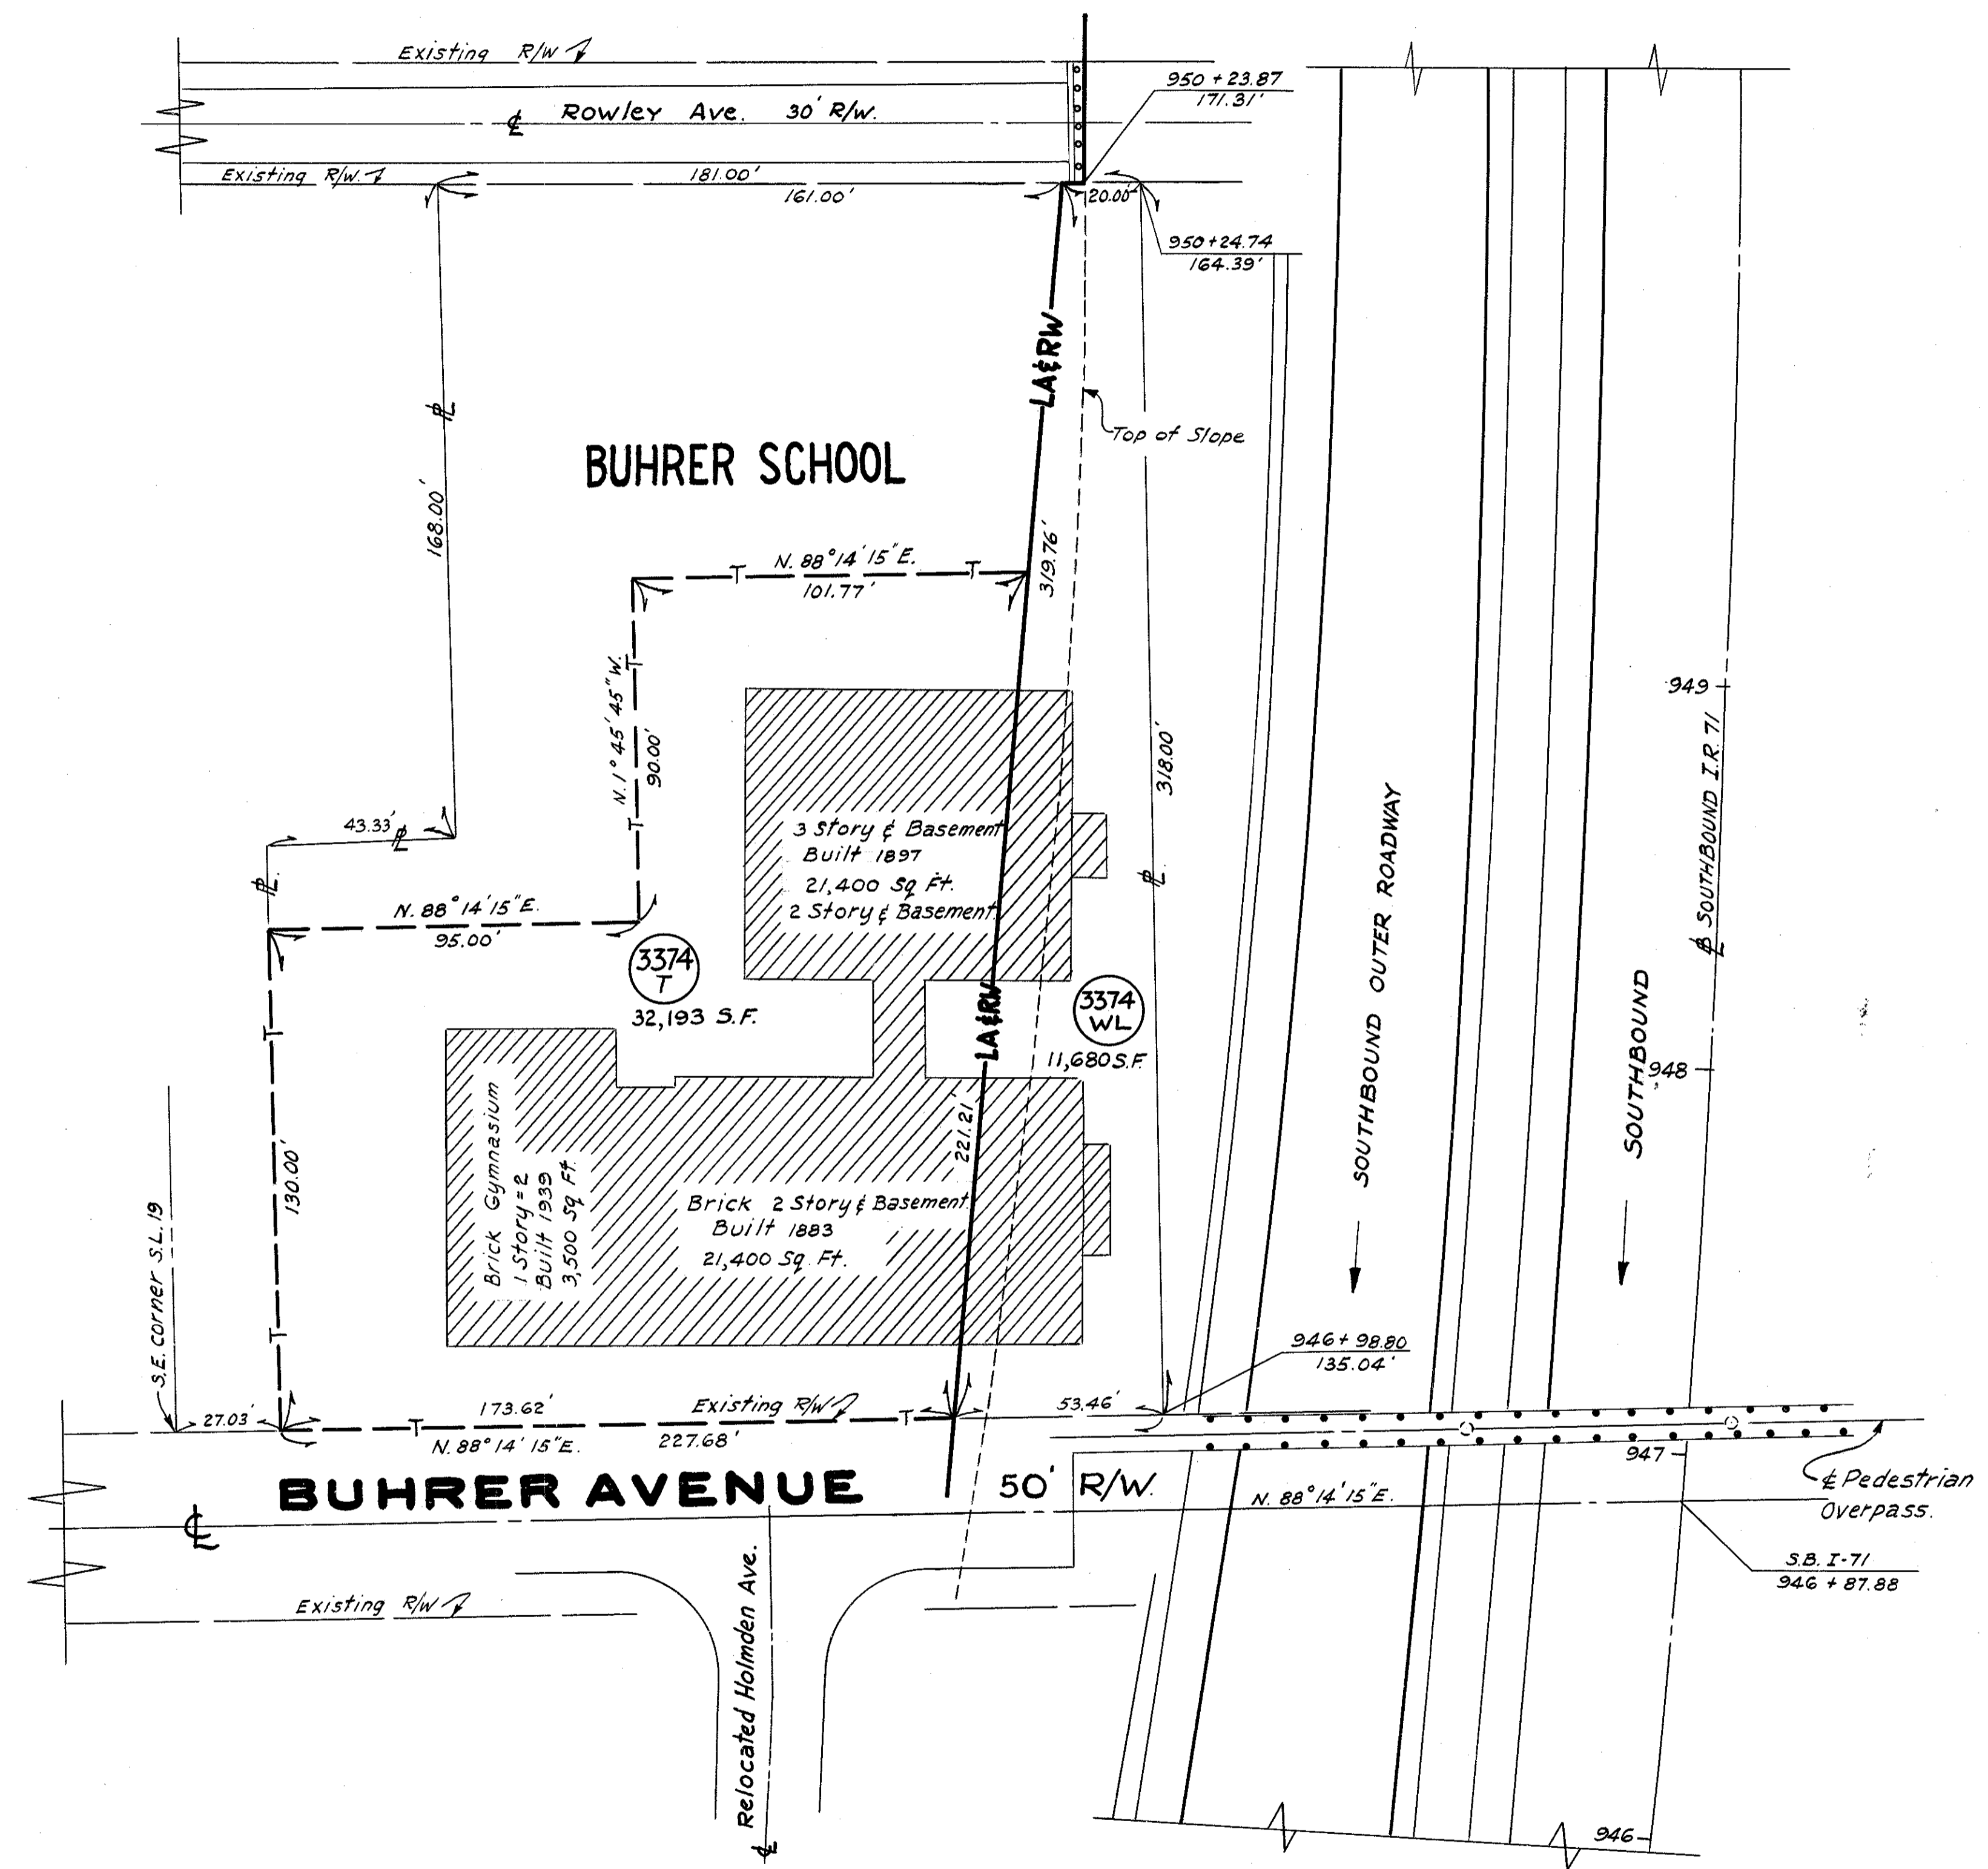 Existing R/W
950 + 23.87
171.31'
℄ Rowley Ave. 30' R/W.
Existing R/W.
181.00'
161.00'
20.00'
950+24.74
164.39'
LA&RW
Top of Slope
BUHRER SCHOOL
℄
168.00'
N. 88° 14' 15" E.
101.77'
319.76'
N. 1° 45' 45" W.
90.00'
318.00'
949
℄ SOUTHBOUND I.R. 71
SOUTHBOUND OUTER ROADWAY
SOUTHBOUND
948
43.33'
3 Story & Basement
Built 1897
21,400 Sq Ft.
2 Story & Basement
N. 88° 14' 15" E.
95.00'
3374
T
32,193 S.F.
LA&RW
3374
WL
11,680 S.F.
221.21'
130.00'
S.E. Corner S.L. 19
Brick Gymnasium
1 Story = 2
Built 1939
3,500 Sq Ft.
Brick 2 Story & Basement
Built 1883
21,400 Sq. Ft.
946 + 98.80
135.04'
27.03'
173.62'
Existing R/W
53.46'
N. 88° 14' 15" E.
227.68'
947
BUHRER AVENUE 50' R/W.
N. 88° 14' 15" E.
℄ Pedestrian
Overpass.
℄
S.B. I-71
946 + 87.88
Existing R/W
Relocated Holmden Ave.
℄
946